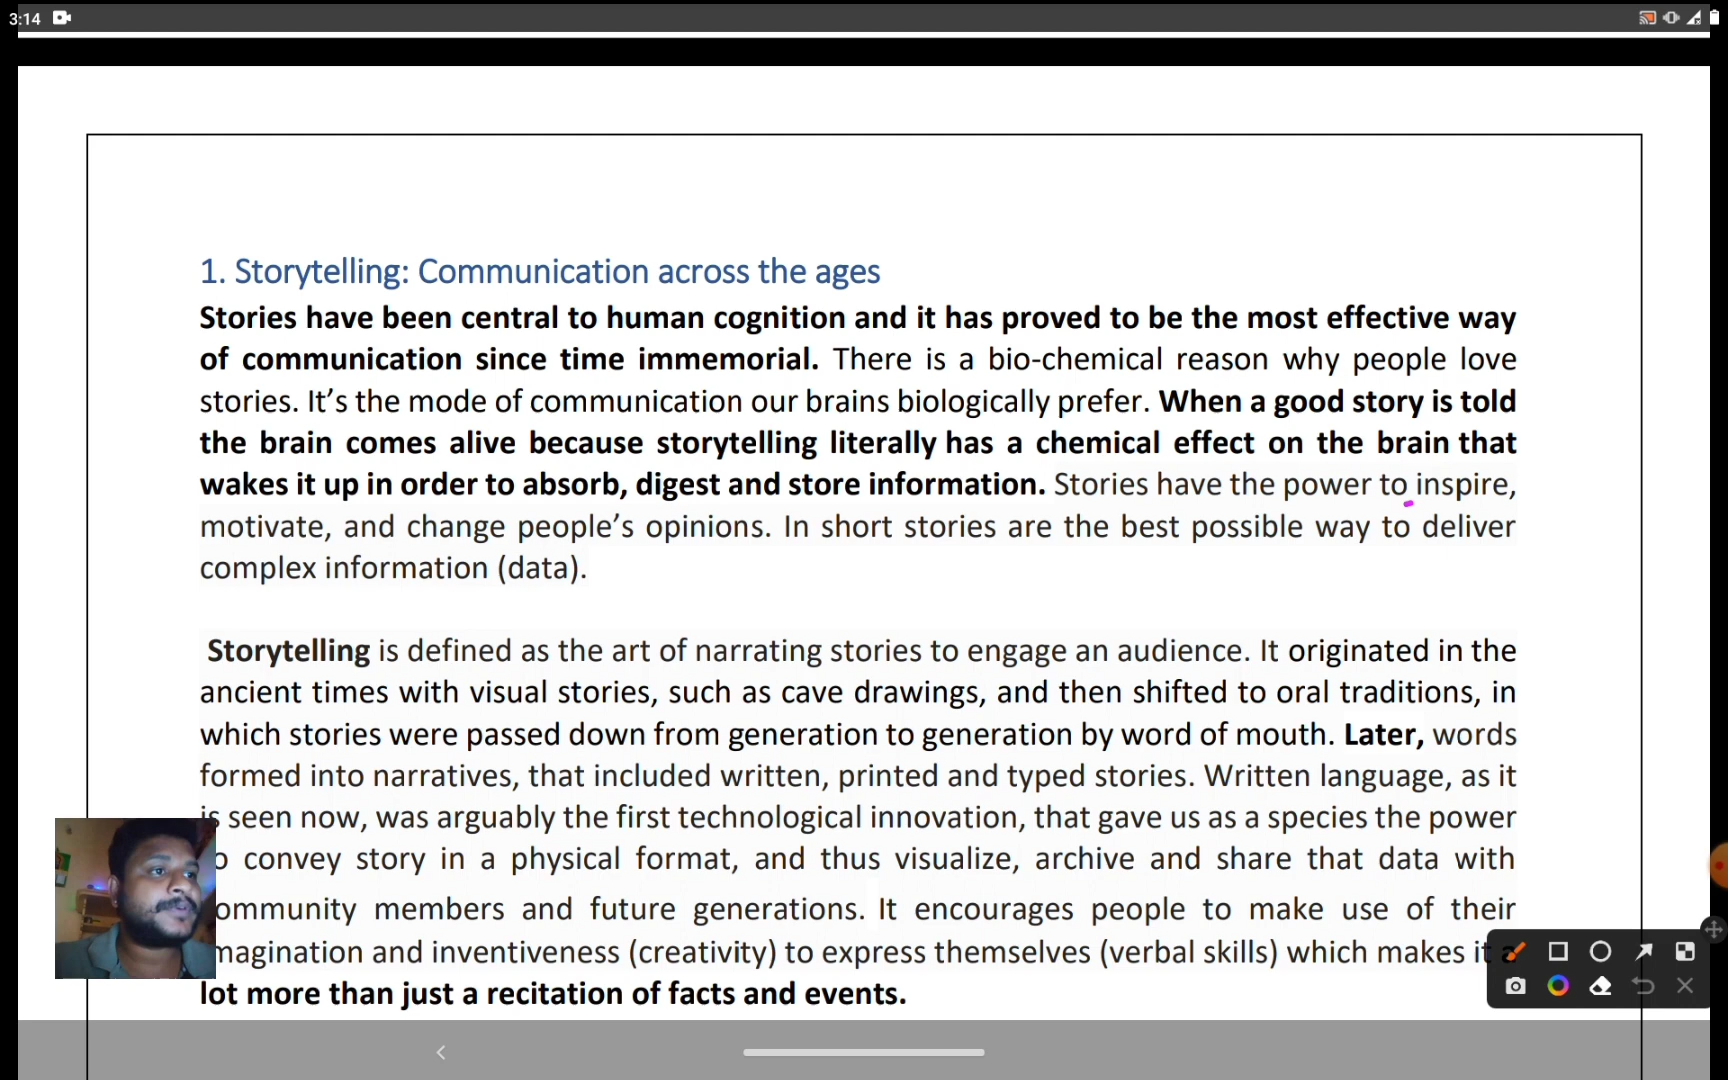 3:14
1. Storytelling: Communication across the ages
Stories have been central to human cognition and it has proved to be the most effective way
of communication since time immemorial. There is a bio-chemical reason why people love
stories. It’s the mode of communication our brains biologically prefer. When a good story is told
the brain comes alive because storytelling literally has a chemical effect on the brain that
wakes it up in order to absorb, digest and store information. Stories have the power to inspire,
motivate, and change people’s opinions. In short stories are the best possible way to deliver
complex information (data).
Storytelling is defined as the art of narrating stories to engage an audience. It originated in the
ancient times with visual stories, such as cave drawings, and then shifted to oral traditions, in
which stories were passed down from generation to generation by word of mouth. Later, words
formed into narratives, that included written, printed and typed stories. Written language, as it
is seen now, was arguably the first technological innovation, that gave us as a species the power
o convey story in a physical format, and thus visualize, archive and share that data with
ommunity members and future generations. It encourages people to make use of their
magination and inventiveness (creativity) to express themselves (verbal skills) which makes it a
lot more than just a recitation of facts and events.